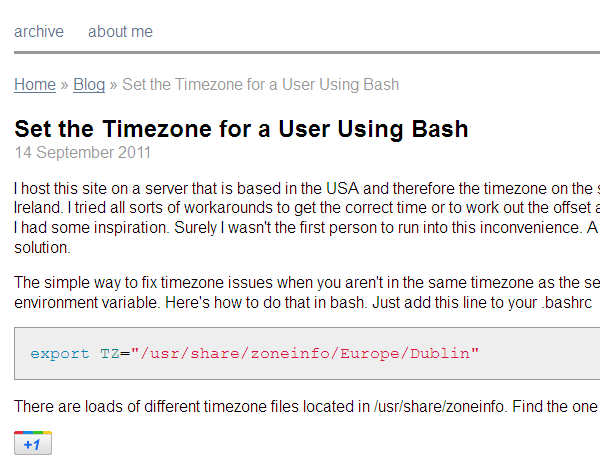 archive about me
Home » Blog » Set the Timezone for a User Using Bash
Set the Timezone for a User Using Bash
14 September 2011
I host this site on a server that is based in the USA and therefore the timezone on the
Ireland. I tried all sorts of workarounds to get the correct time or to work out the offset
I had some inspiration. Surely I wasn't the first person to run into this inconvenience. A
solution.
The simple way to fix timezone issues when you aren't in the same timezone as the se
environment variable. Here's how to do that in bash. Just add this line to your .bashrc
export TZ="/usr/share/zoneinfo/Europe/Dublin"
There are loads of different timezone files located in /usr/share/zoneinfo. Find the one
+1